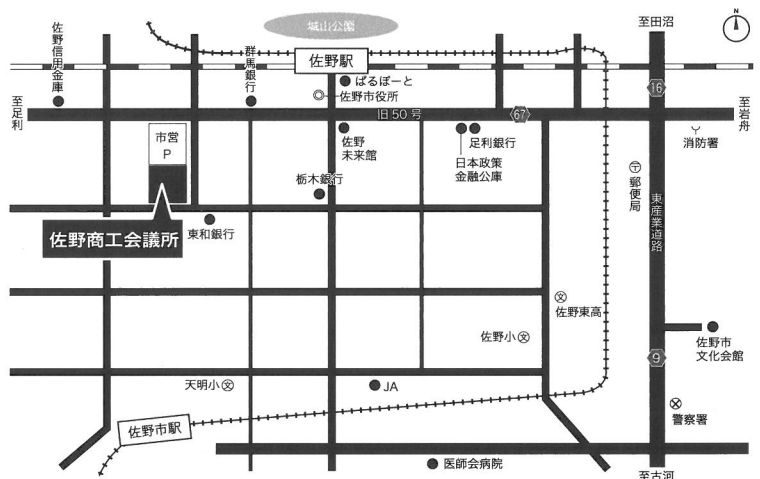 城山公園
至田沼
N
佐野
信用金庫
群馬銀行
佐野駅
ぱるぽーと
佐野市役所
16
至足利
旧50号
67
至岩舟
市営
P
佐野
未来館
足利銀行
日本政策
金融公庫
消防署
〒
郵便局
栃木銀行
東産業道路
佐野商工会議所
東和銀行
文
佐野東高
佐野小
文
佐野市
文化会館
9
天明小
文
JA
警察署
佐野市駅
医師会病院
至古河